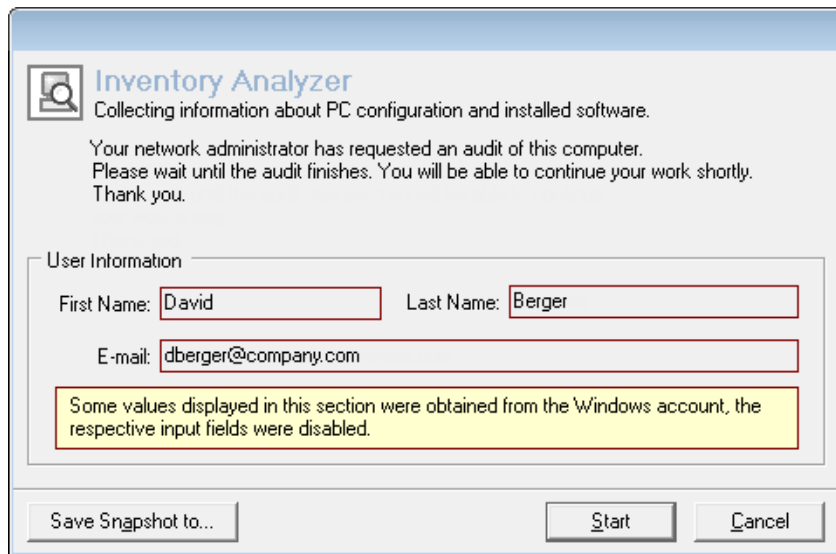 Inventory Analyzer
Collecting information about PC configuration and installed software.
Your network administrator has requested an audit of this computer.
Please wait until the audit finishes. You will be able to continue your work shortly.
Thank you.
User Information
First Name: David Last Name: Berger
E-mail: dberger@company.com
Some values displayed in this section were obtained from the Windows account, the
respective input fields were disabled.
Save Snapshot to... Start Cancel